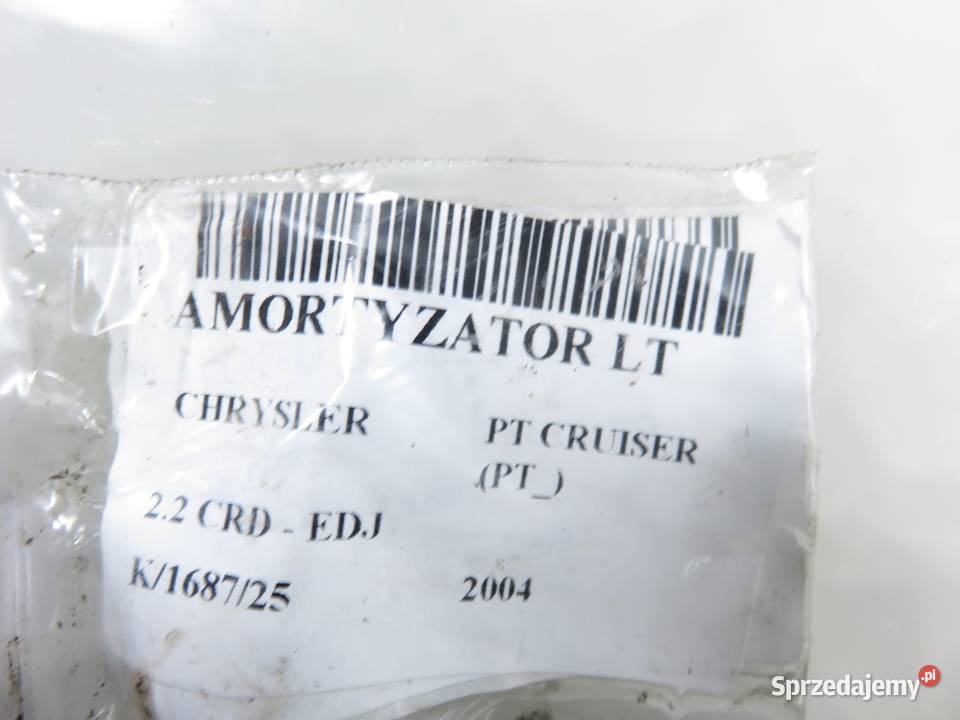 AMORTYZATOR LT
CHRYSLER PT CRUISER
(PT_)
2.2 CRD - EDJ
K/1687/25 2004
Sprzedajemy.pl